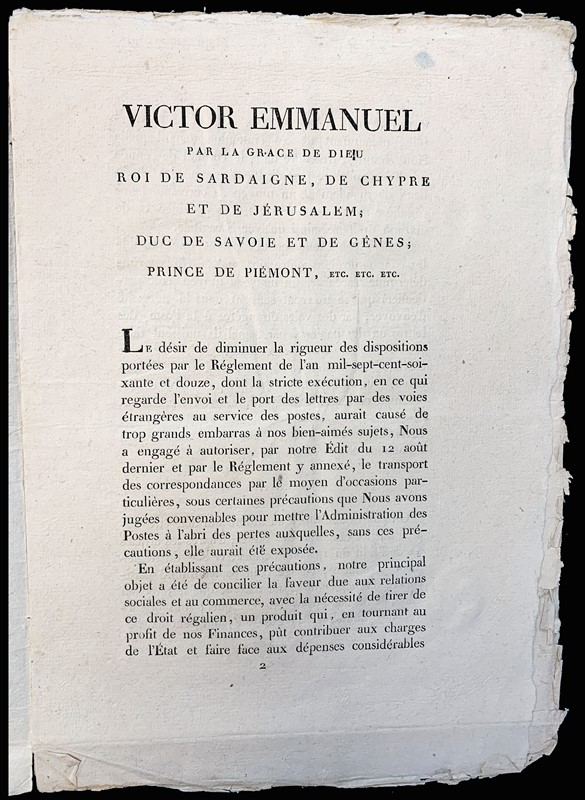 VICTOR EMMANUEL
PAR LA GRACE DE DIEU
ROI DE SARDAIGNE, DE CHYPRE
ET DE JÉRUSALEM;
DUC DE SAVOIE ET DE GÊNES;
PRINCE DE PIÉMONT, ETC. ETC. ETC.
LE désir de diminuer la rigueur des dispositions
portées par le Réglement de l'an mil-sept-cent-soi-
xante et douze, dont la stricte exécution, en ce qui
regarde l'envoi et le port des lettres par des voies
étrangères au service des postes, aurait causé de
trop grands embarras à nos bien-aimés sujets, Nous
a engagé à autoriser, par notre Édit du 12 août
dernier et par le Réglement y annexé, le transport
des correspondances par le moyen d'occasions par-
ticulières, sous certaines précautions que Nous avons
jugées convenables pour mettre l'Administration des
Postes à l'abri des pertes auxquelles, sans ces pré-
cautions, elle aurait été exposée.
En établissant ces précautions, notre principal
objet a été de concilier la faveur due aux relations
sociales et au commerce, avec la nécessité de tirer de
ce droit régalien, un produit qui, en tournant au
profit de nos Finances, pût contribuer aux charges
de l'État et faire face aux dépenses considérables
2